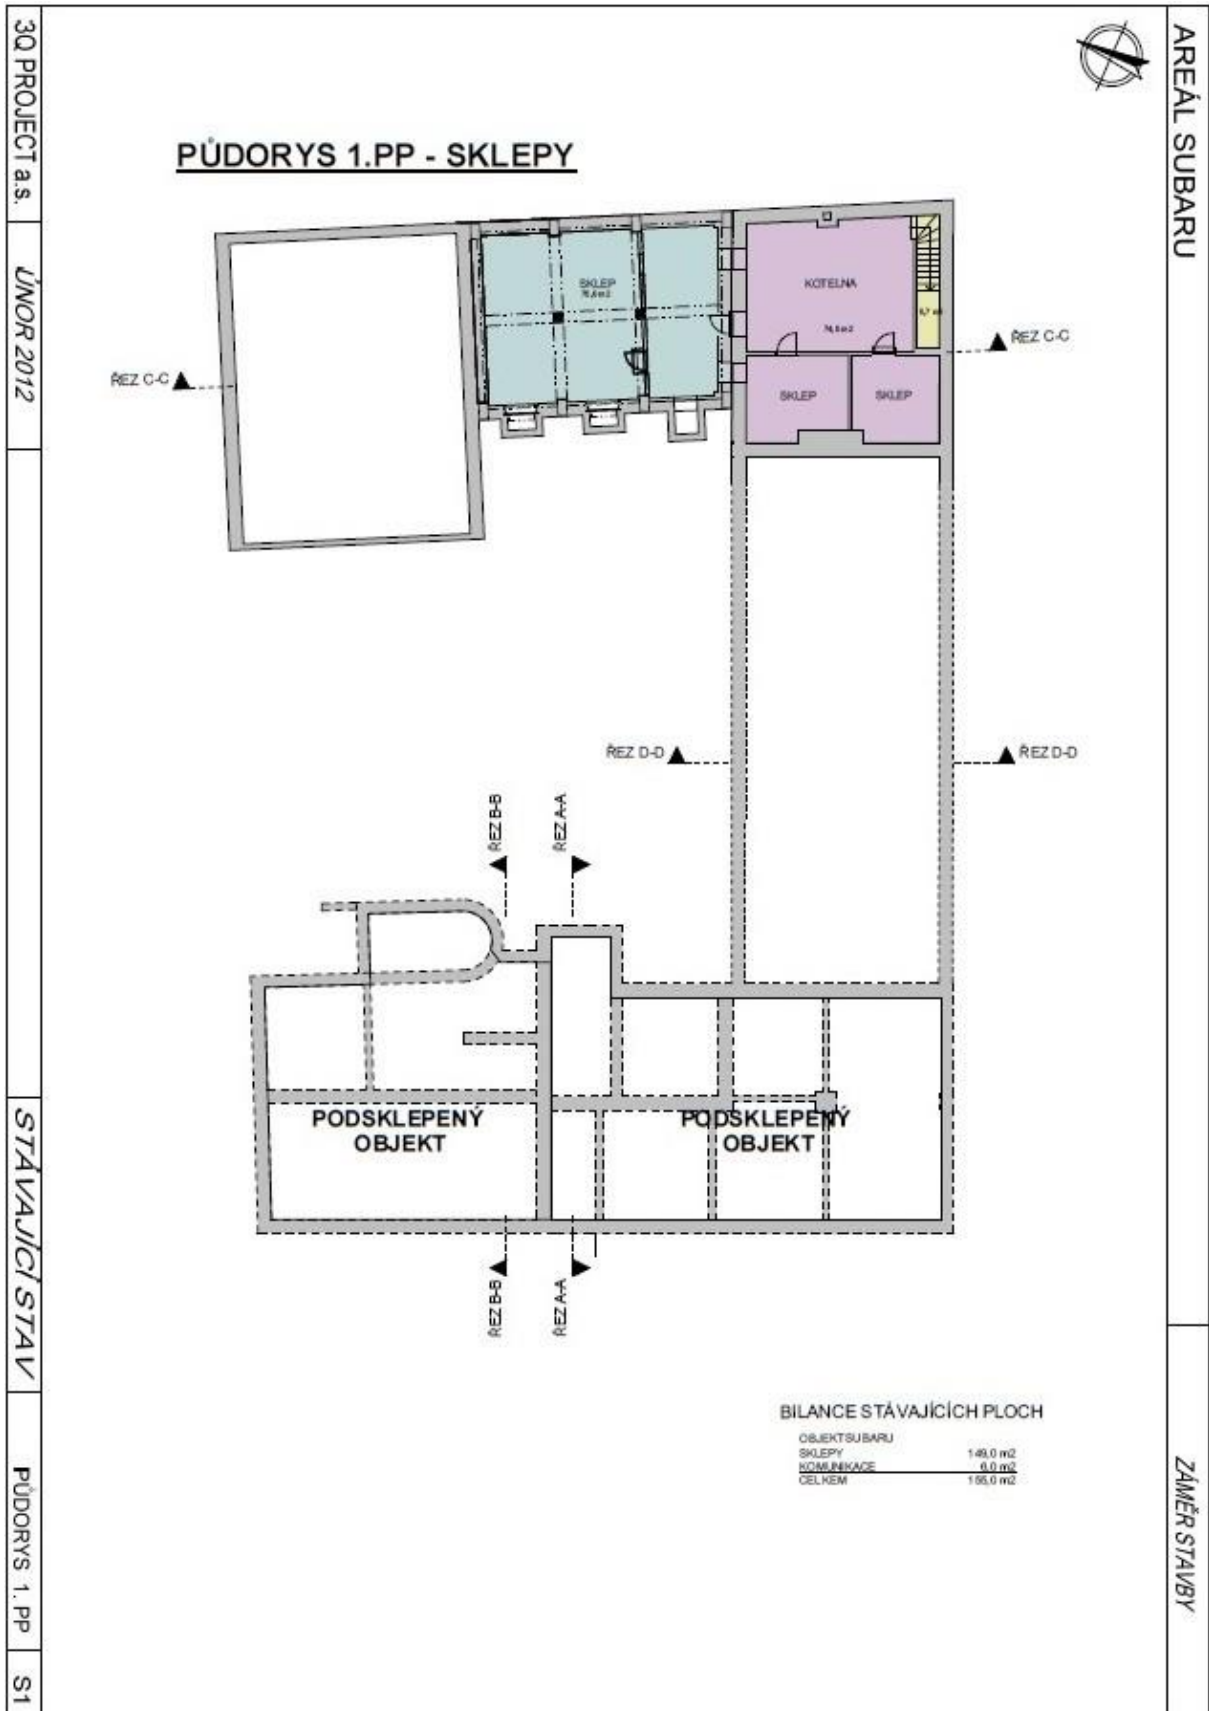 AREÁL SUBARU
ZÁMĚR STAVBY
3Q PROJECT a.s.
ÚNOR 2012
STÁVAJÍCÍ STAV
PŮDORYS 1. PP
S1
PŮDORYS 1.PP - SKLEPY
SKLEP
KOTELNA
SKLEP
SKLEP
ŘEZ C-C
ŘEZ C-C
ŘEZ D-D
ŘEZ D-D
ŘEZ B-B
ŘEZ A-A
PODSKLEPENÝ
OBJEKT
PODSKLEPENÝ
OBJEKT
ŘEZ B-B
ŘEZ A-A
BILANCE STÁVAJÍCÍCH PLOCH
OBJEKT SUBARU
SKLEPY 149,0 m2
KOMUNIKACE 6,0 m2
CELKEM 155,0 m2